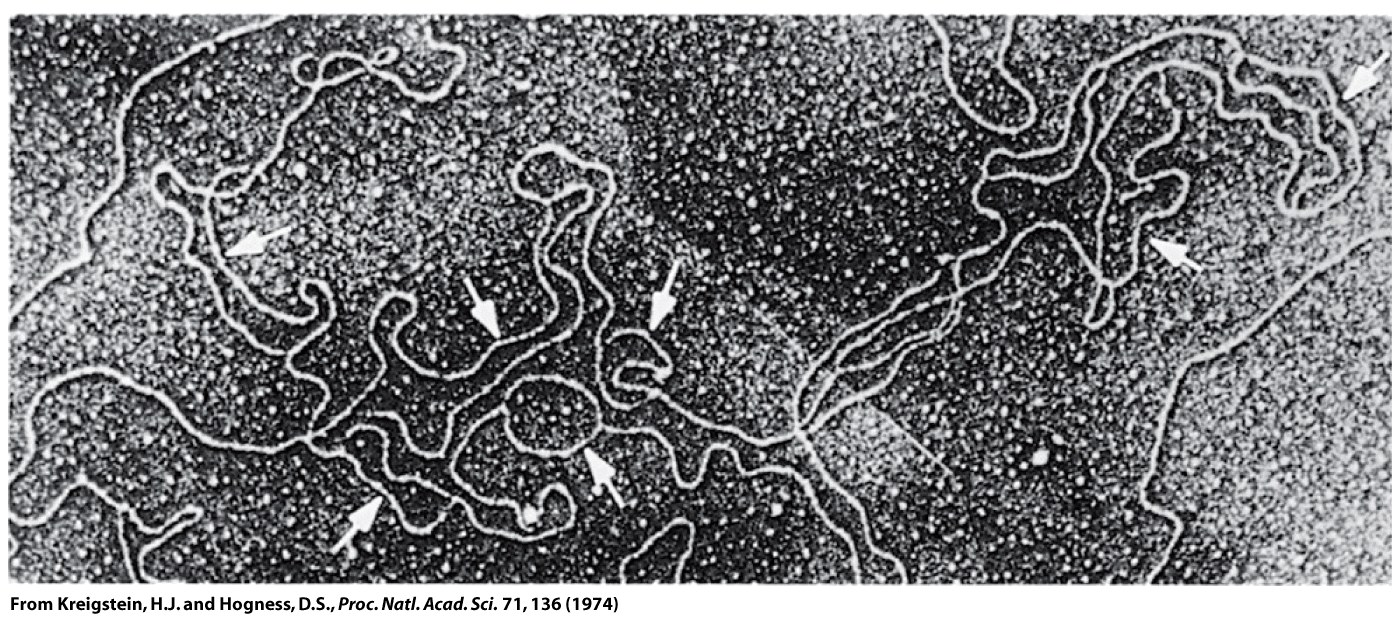 From Kreigstein, H.J. and Hogness, D.S., Proc. Natl. Acad. Sci. 71, 136 (1974)